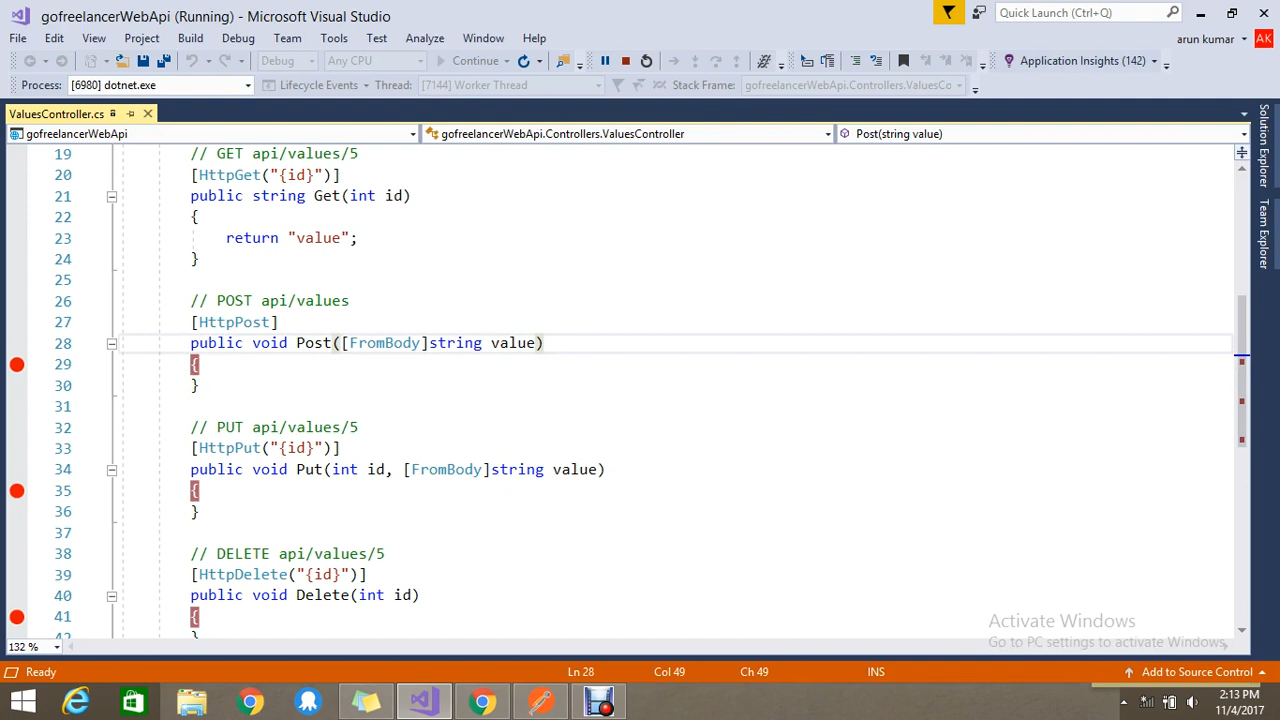 gofreelancerWebApi (Running) - Microsoft Visual Studio
Quick Launch (Ctrl+Q)
File Edit View Project Build Debug Team Tools Test Analyze Window Help
arun kumar AK
Debug Any CPU Continue Application Insights (142)
Process: [6980] dotnet.exe Lifecycle Events Thread: [7144] Worker Thread Stack Frame: gofreelancerWebApi.Controllers.ValuesCo
ValuesController.cs
gofreelancerWebApi gofreelancerWebApi.Controllers.ValuesController Post(string value)
Solution Explorer
Team Explorer
19 // GET api/values/5
20 [HttpGet("{id}")]
21 public string Get(int id)
22 {
23 return "value";
24 }
25
26 // POST api/values
27 [HttpPost]
28 public void Post([FromBody]string value)
29 {
30 }
31
32 // PUT api/values/5
33 [HttpPut("{id}")]
34 public void Put(int id, [FromBody]string value)
35 {
36 }
37
38 // DELETE api/values/5
39 [HttpDelete("{id}")]
40 public void Delete(int id)
41 {
42 }
Activate Windows
Go to PC settings to activate Windows.
132 %
Ready Ln 28 Col 49 Ch 49 INS Add to Source Control
2:13 PM
11/4/2017